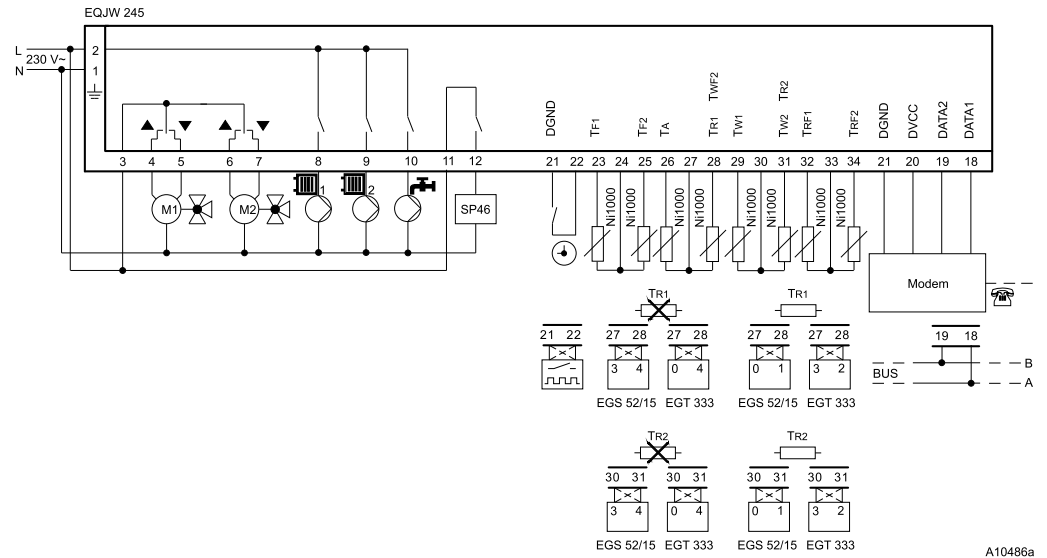 EQJW 245
L
230 V~
N
2
1
DGND TF1 TF2 TA TR1 TWF2 TW1 TW2 TR2 TRF1 TRF2 DGND DVCC DATA2 DATA1
3 4 5 6 7 8 9 10 11 12 21 22 23 24 25 26 27 28 29 30 31 32 33 34 21 20 19 18
1 2
M1 M2 SP46
Ni1000 Ni1000 Ni1000 Ni1000 Ni1000 Ni1000 Ni1000 Ni1000
Modem
TR1 TR1
21 22 27 28 27 28 27 28 27 28 19 18
B
BUS
A
3 4 0 4 0 1 3 2
EGS 52/15 EGT 333 EGS 52/15 EGT 333
TR2 TR2
30 31 30 31 30 31 30 31
3 4 0 4 0 1 3 2
EGS 52/15 EGT 333 EGS 52/15 EGT 333
A10486a